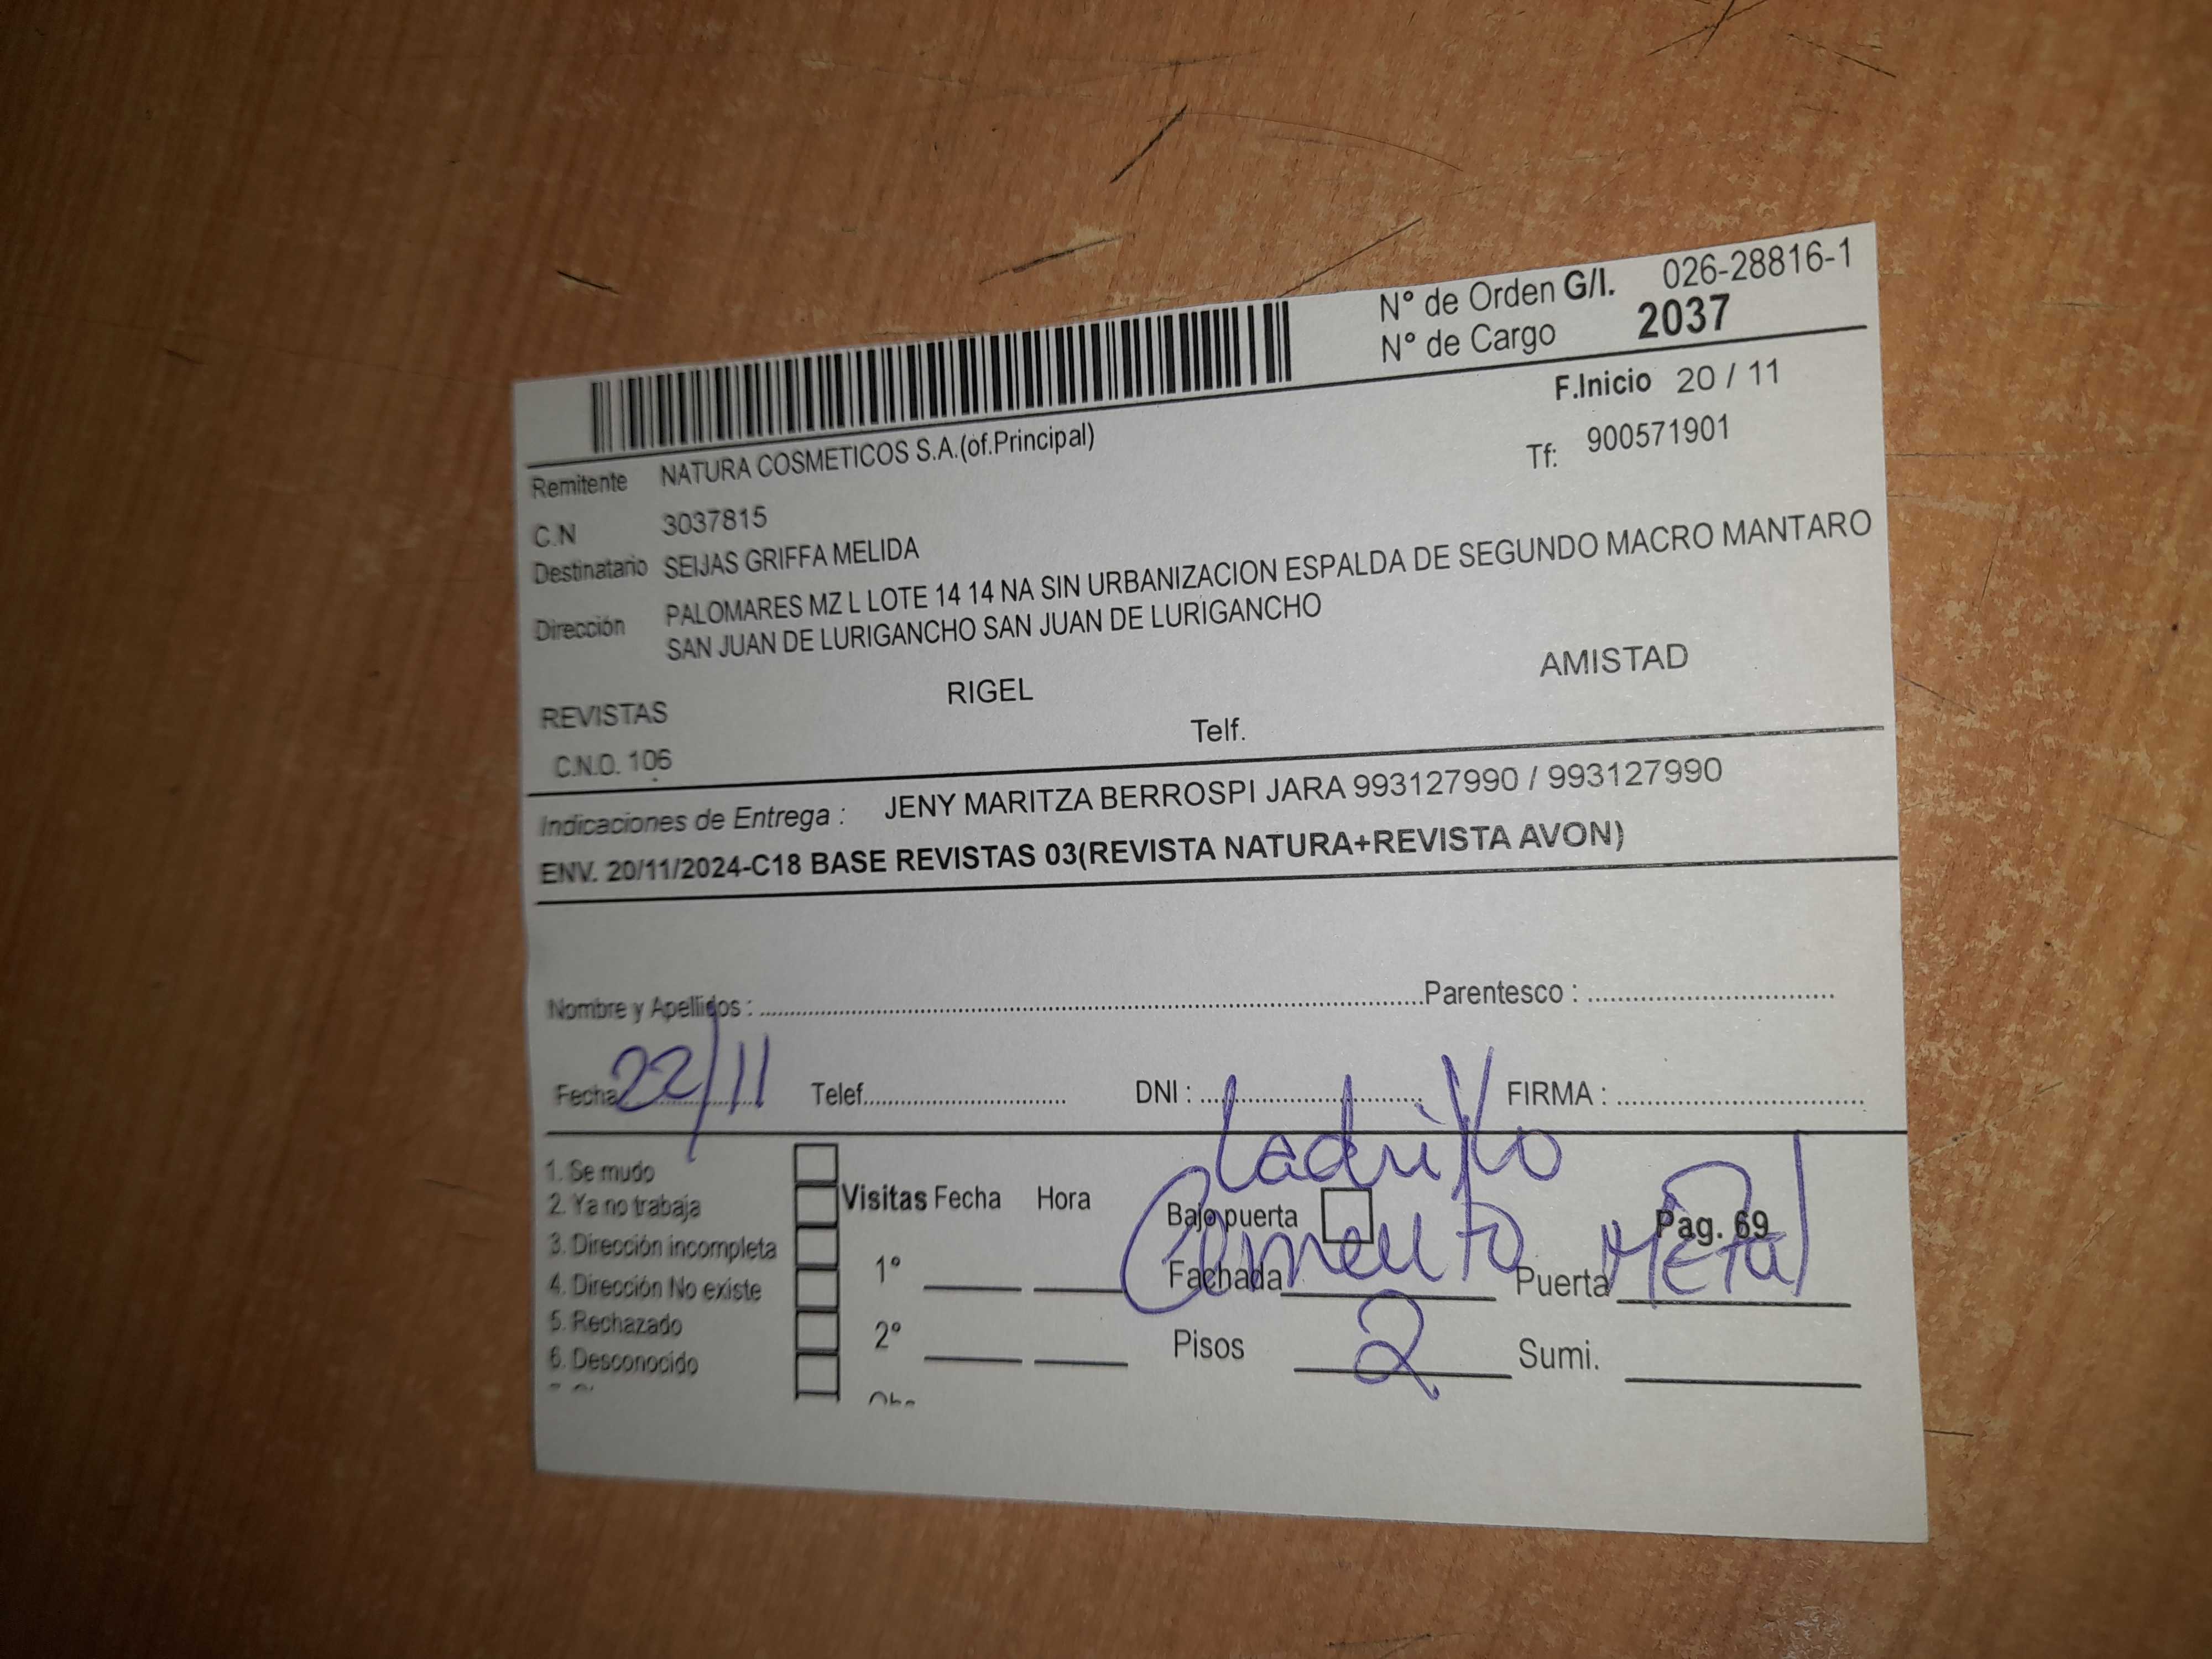 N° de Orden G/I. 026-28816-1
N° de Cargo 2037
F.Inicio 20 / 11
Remitente NATURA COSMETICOS S.A.(of.Principal)
Tf: 900571901
C.N 3037815
Destinatario SEIJAS GRIFFA MELIDA
Dirección PALOMARES MZ L LOTE 14 14 NA SIN URBANIZACION ESPALDA DE SEGUNDO MACRO MANTARO
SAN JUAN DE LURIGANCHO SAN JUAN DE LURIGANCHO
REVISTAS RIGEL AMISTAD
C.N.O. 106 Telf.
Indicaciones de Entrega : JENY MARITZA BERROSPI JARA 993127990 / 993127990
ENV. 20/11/2024-C18 BASE REVISTAS 03(REVISTA NATURA+REVISTA AVON)
Nombre y Apellidos : Parentesco :
Fecha 22/11 Telef. DNI : FIRMA :
Ladrillo
1. Se mudo
2. Ya no trabaja
3. Dirección incompleta
4. Dirección No existe
5. Rechazado
6. Desconocido
Visitas Fecha Hora
1°
2°
Bajo puerta Pag. 69
Fachada Cemento Puerta Metal
Pisos 2 Sumi.